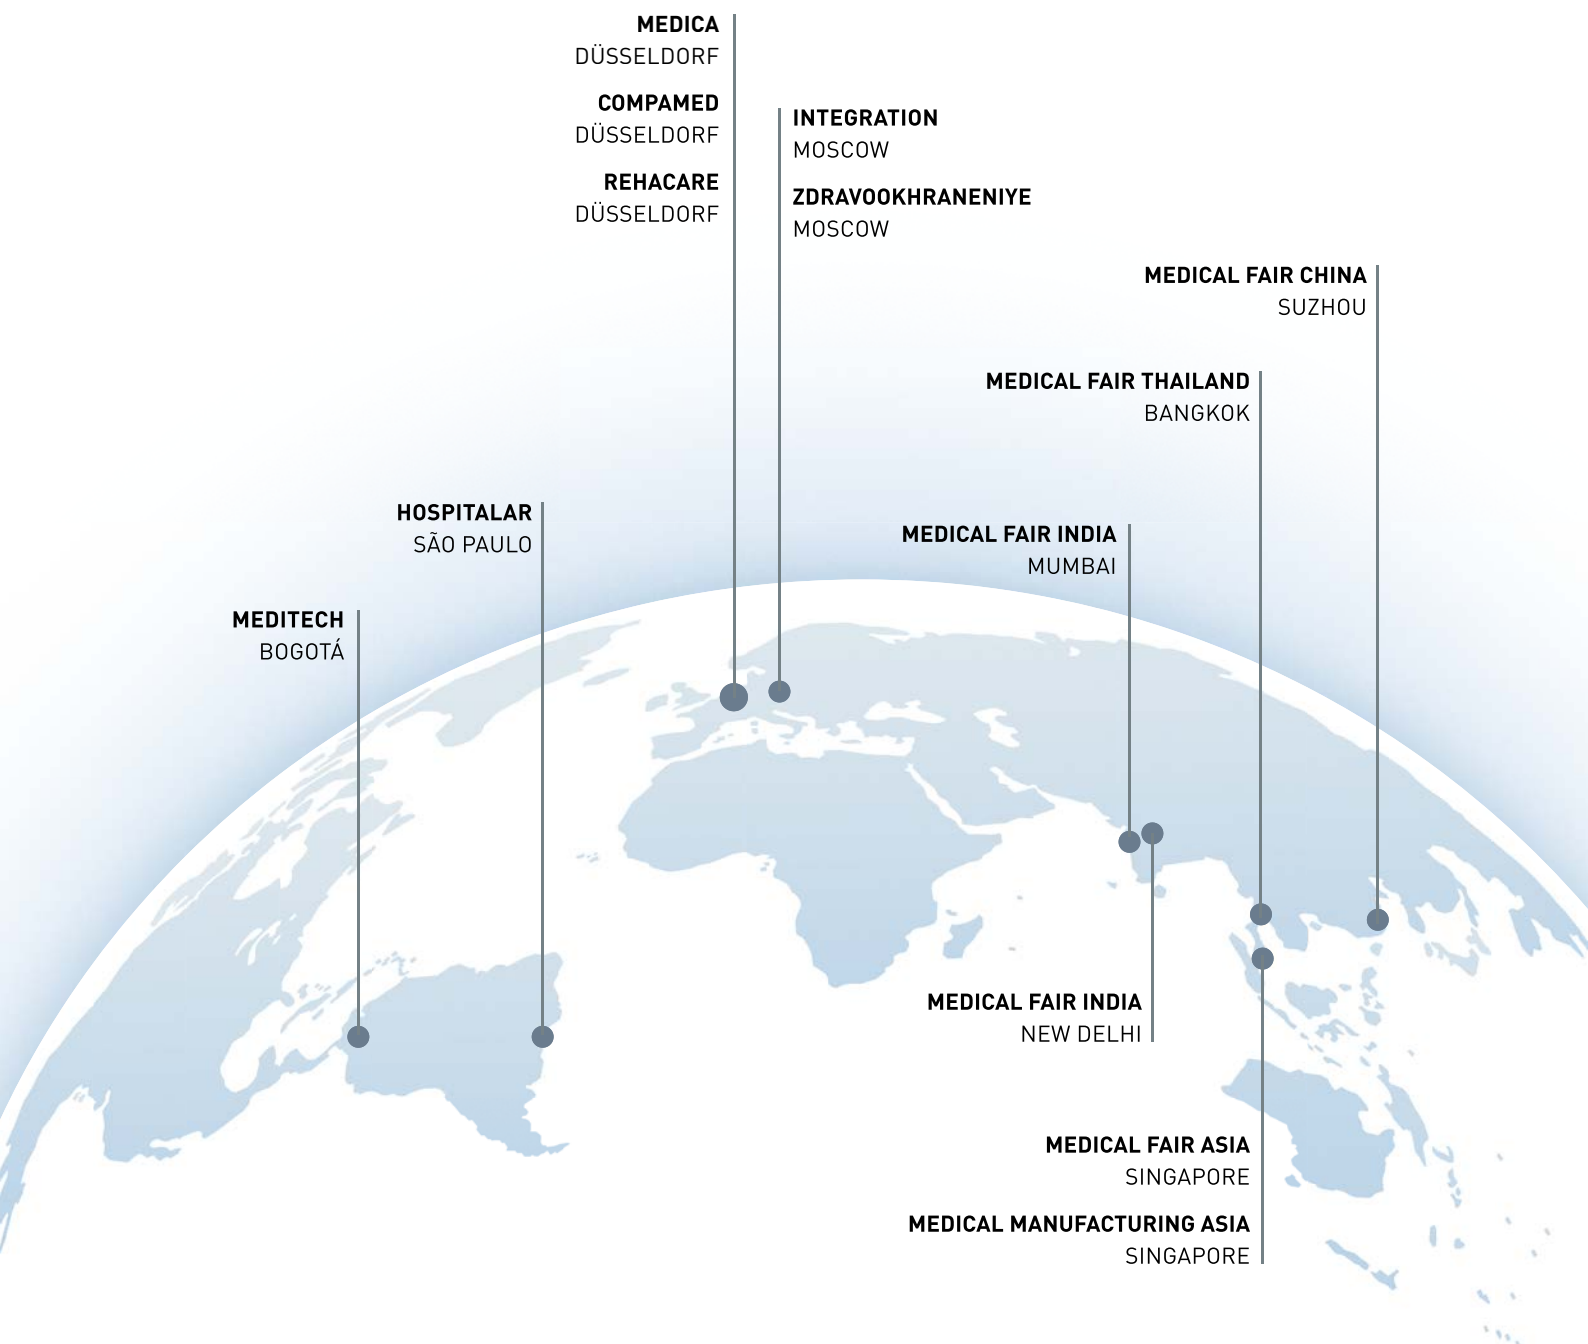 MEDICA
DÜSSELDORF
COMPAMED
DÜSSELDORF
REHACARE
DÜSSELDORF
INTEGRATION
MOSCOW
ZDRAVOOKHRANENIYE
MOSCOW
MEDICAL FAIR CHINA
SUZHOU
MEDICAL FAIR THAILAND
BANGKOK
HOSPITALAR
SÃO PAULO
MEDICAL FAIR INDIA
MUMBAI
MEDITECH
BOGOTÁ
MEDICAL FAIR INDIA
NEW DELHI
MEDICAL FAIR ASIA
SINGAPORE
MEDICAL MANUFACTURING ASIA
SINGAPORE